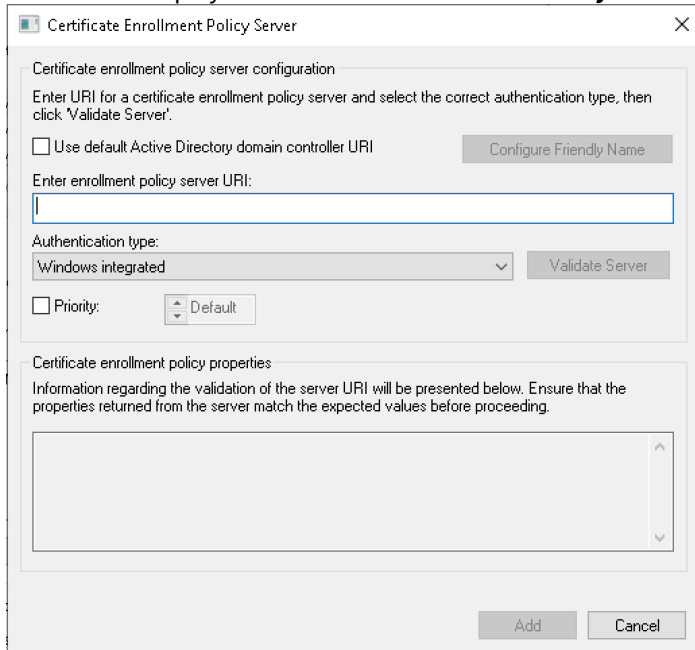 Certificate Enrollment Policy Server
Certificate enrollment policy server configuration
Enter URI for a certificate enrollment policy server and select the correct authentication type, then
click 'Validate Server'.
Use default Active Directory domain controller URI
Configure Friendly Name
Enter enrollment policy server URI:
Authentication type:
Windows integrated
Validate Server
Priority:
Default
Certificate enrollment policy properties
Information regarding the validation of the server URI will be presented below. Ensure that the
properties returned from the server match the expected values before proceeding.
Add
Cancel